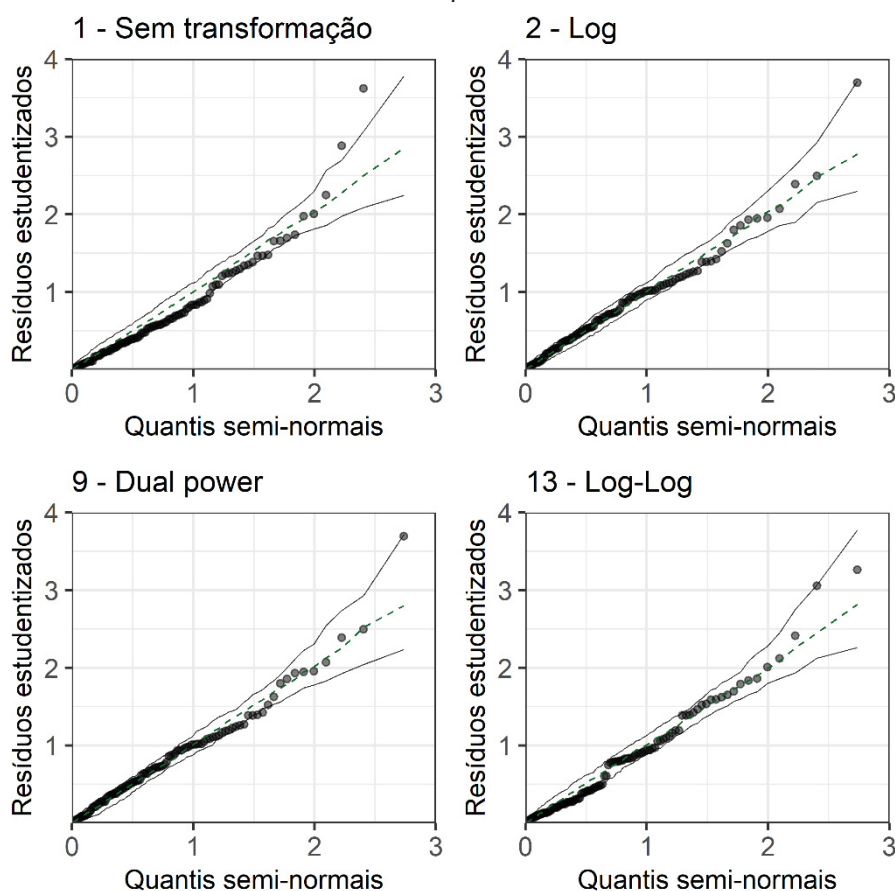 1 - Sem transformação
2 - Log
Resíduos estudentizados
4
3
2
1
0
1
2
3
Quantis semi-normais
Resíduos estudentizados
4
3
2
1
0
1
2
3
Quantis semi-normais
9 - Dual power
13 - Log-Log
Resíduos estudentizados
4
3
2
1
0
1
2
3
Quantis semi-normais
Resíduos estudentizados
4
3
2
1
0
1
2
3
Quantis semi-normais